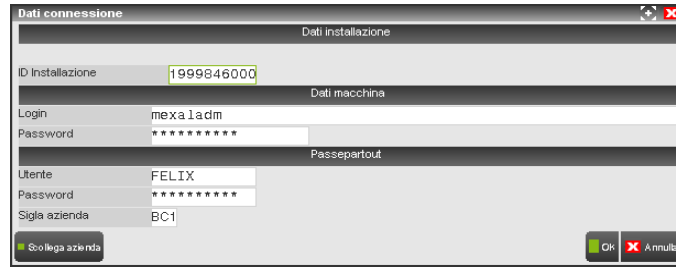 Dati connessione
Dati installazione
ID Installazione 1999846000
Dati macchina
Login mexaladm
Password **********
Passepartout
Utente FELIX
Password **********
Sigla azienda BC1
Scollega azienda OK Annulla